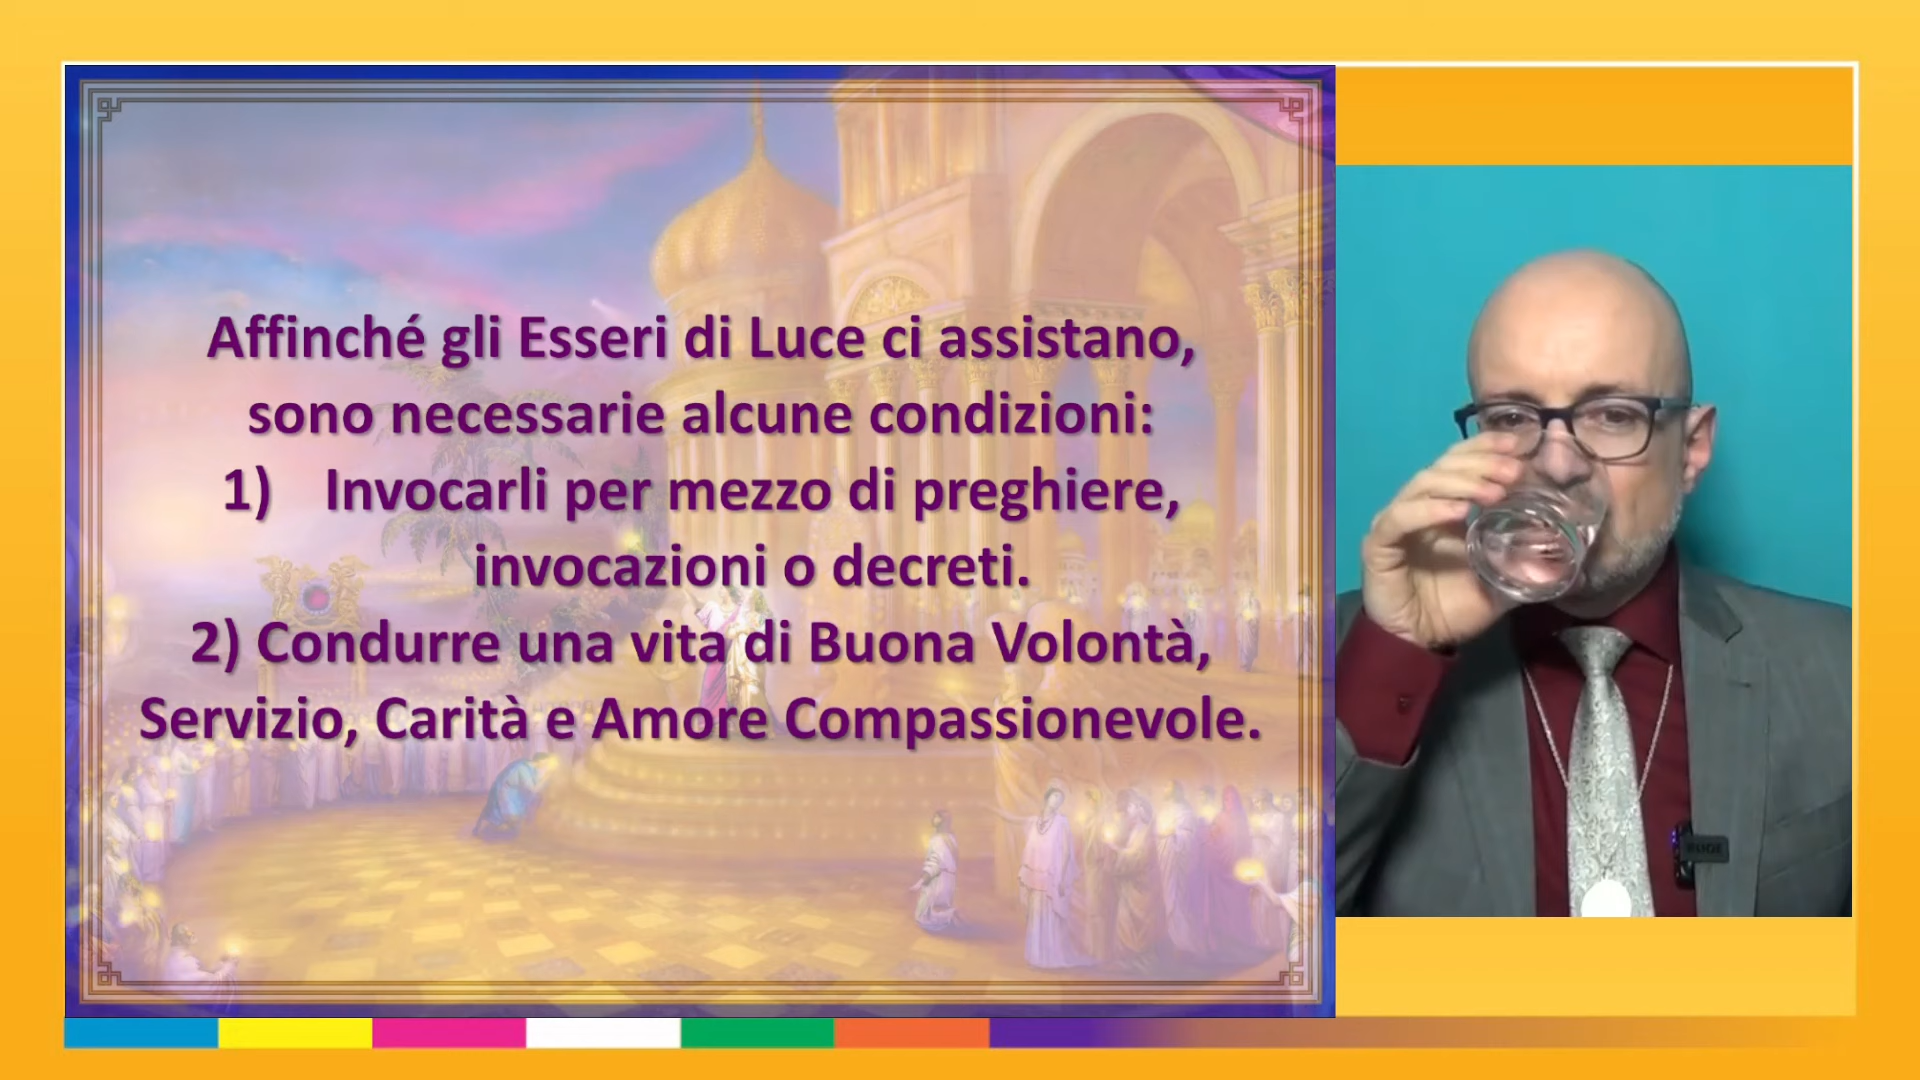 Affinché gli Esseri di Luce ci assistano,
sono necessarie alcune condizioni:
1) Invocarli per mezzo di preghiere,
invocazioni o decreti.
2) Condurre una vita di Buona Volontà,
Servizio, Carità e Amore Compassionevole.
RODE